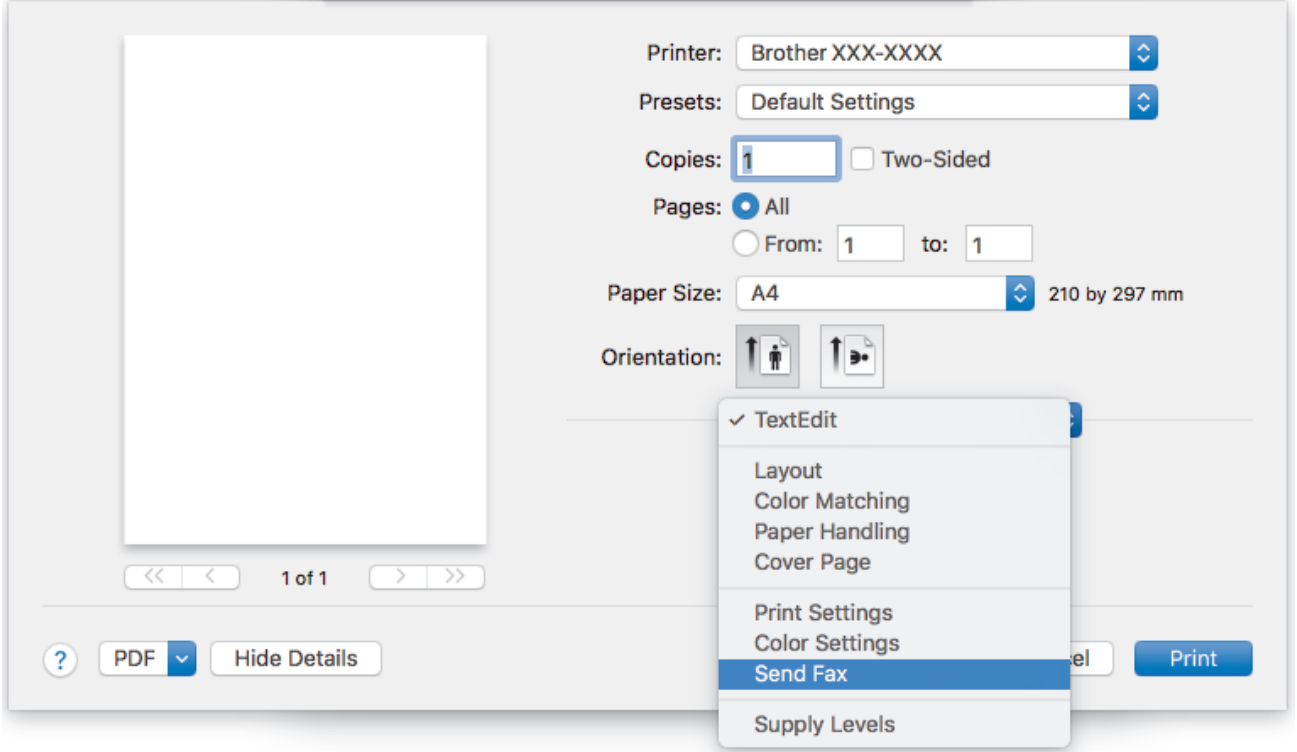 Printer: Brother XXX-XXXX
Presets: Default Settings
Copies: 1 Two-Sided
Pages: All
From: 1 to: 1
Paper Size: A4 210 by 297 mm
Orientation:
✓ TextEdit
Layout
Color Matching
Paper Handling
Cover Page
<< < 1 of 1 > >>
Print Settings
Color Settings
? PDF Hide Details Print
Send Fax
Supply Levels